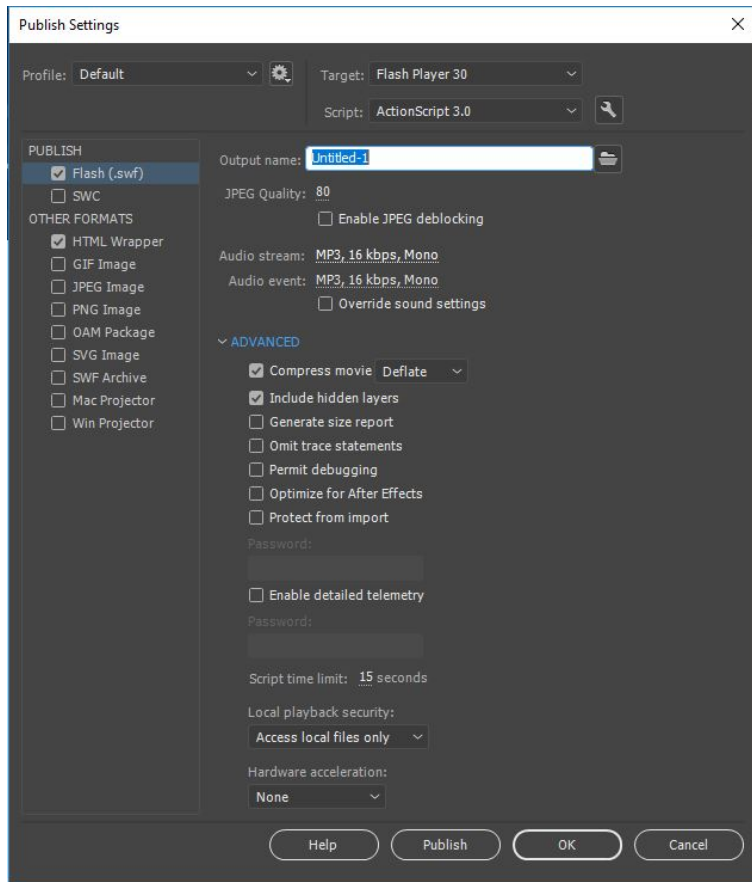 Publish Settings
Profile: Default
Target: Flash Player 30
Script: ActionScript 3.0
PUBLISH
Flash (.swf)
SWC
OTHER FORMATS
HTML Wrapper
GIF Image
JPEG Image
PNG Image
OAM Package
SVG Image
SWF Archive
Mac Projector
Win Projector
Output name: Untitled-1
JPEG Quality: 80
Enable JPEG deblocking
Audio stream: MP3, 16 kbps, Mono
Audio event: MP3, 16 kbps, Mono
Override sound settings
ADVANCED
Compress movie Deflate
Include hidden layers
Generate size report
Omit trace statements
Permit debugging
Optimize for After Effects
Protect from import
Password:
Enable detailed telemetry
Password:
Script time limit: 15 seconds
Local playback security:
Access local files only
Hardware acceleration:
None
Help
Publish
OK
Cancel